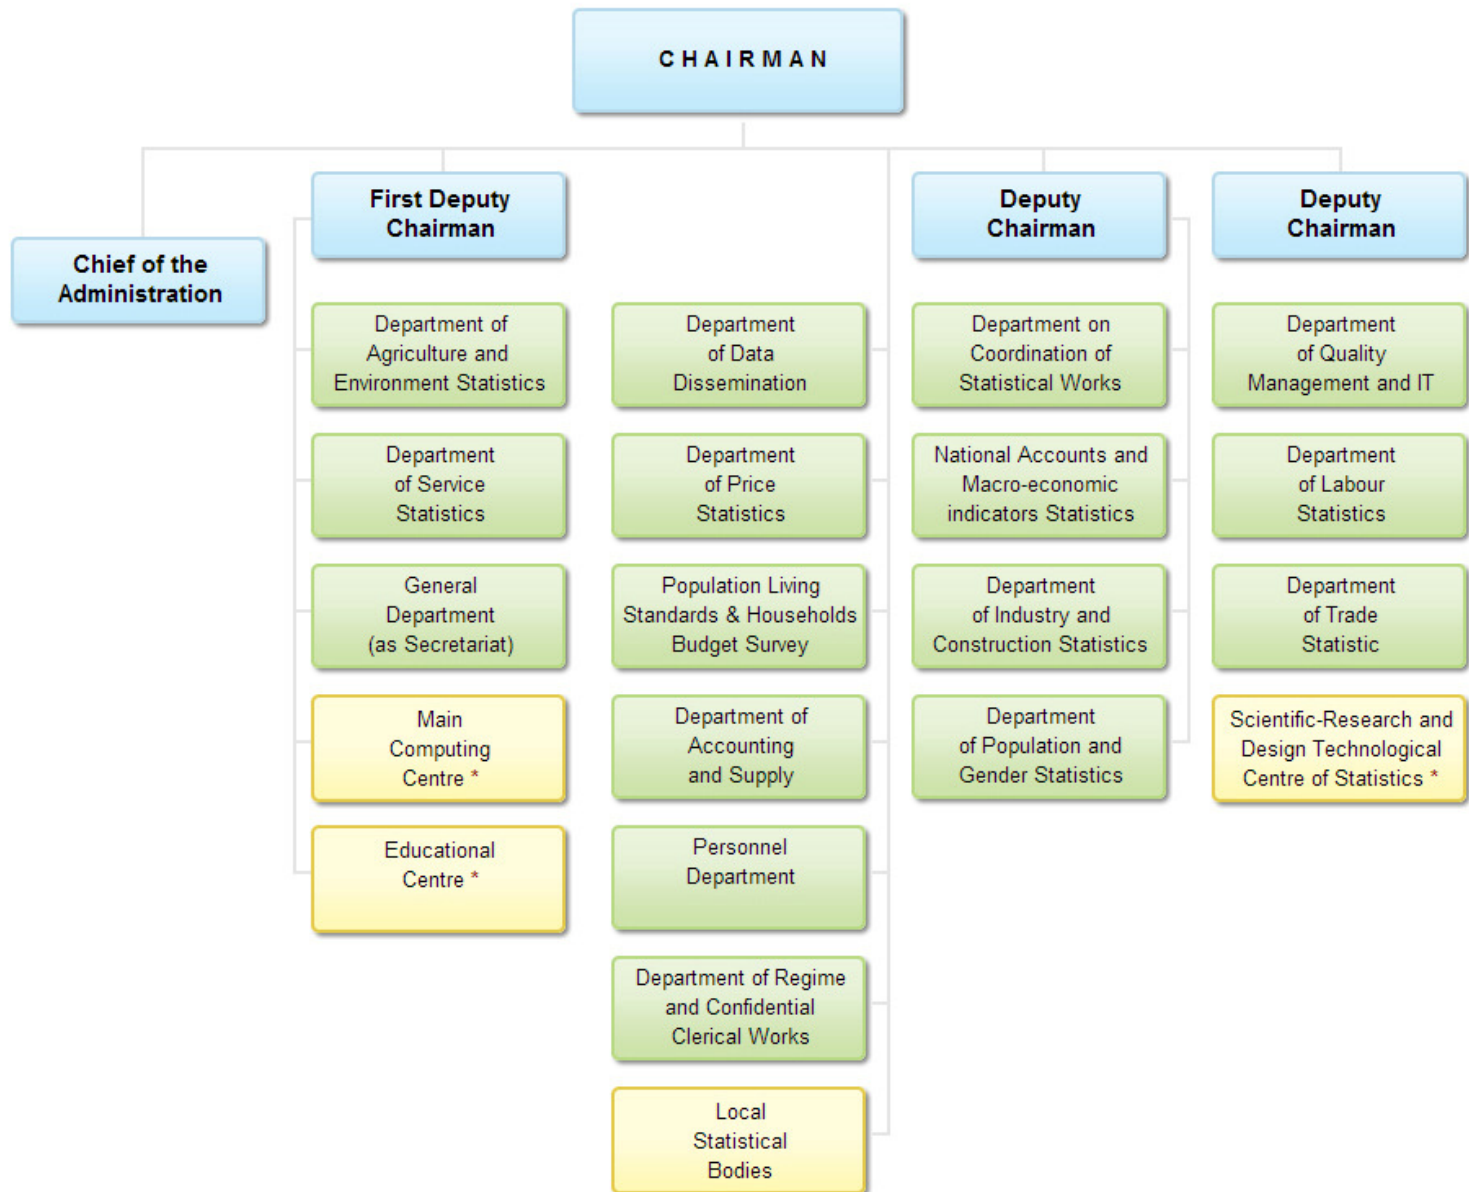 C H A I R M A N
Chief of the
Administration
First Deputy
Chairman
Department of
Agriculture and
Environment Statistics
Department
of Service
Statistics
General
Department
(as Secretariat)
Main
Computing
Centre *
Educational
Centre *
Department
of Data
Dissemination
Department
of Price
Statistics
Population Living
Standards & Households
Budget Survey
Department of
Accounting
and Supply
Personnel
Department
Department of Regime
and Confidential
Clerical Works
Local
Statistical
Bodies
Deputy
Chairman
Department on
Coordination of
Statistical Works
National Accounts and
Macro-economic
indicators Statistics
Department
of Industry and
Construction Statistics
Department
of Population and
Gender Statistics
Deputy
Chairman
Department
of Quality
Management and IT
Department
of Labour
Statistics
Department
of Trade
Statistic
Scientific-Research and
Design Technological
Centre of Statistics *